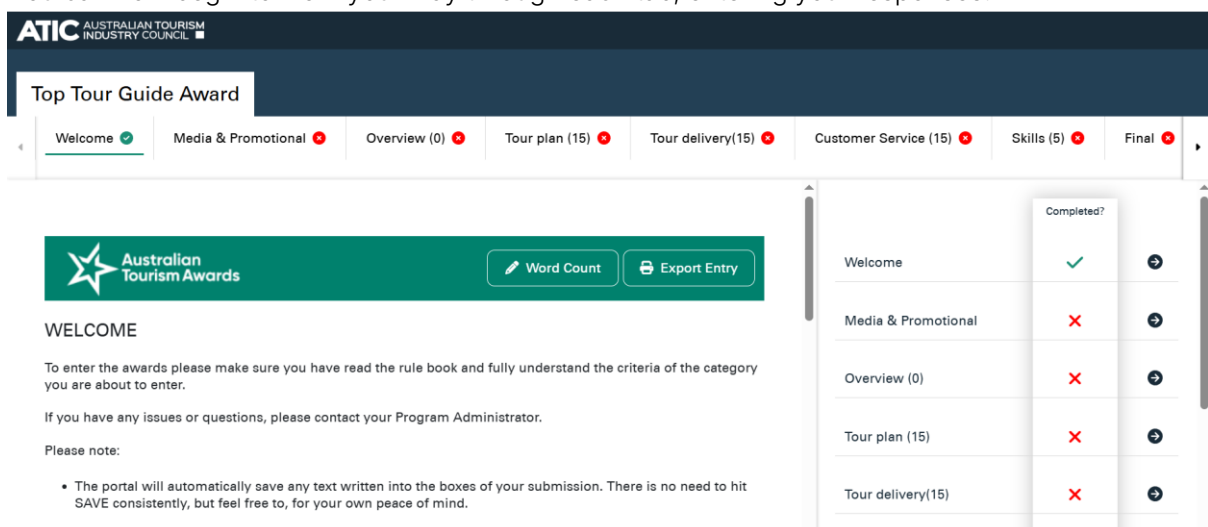 ATIC AUSTRALIAN TOURISM
INDUSTRY COUNCIL
Top Tour Guide Award
Welcome
Media & Promotional
Overview (0)
Tour plan (15)
Tour delivery(15)
Customer Service (15)
Skills (5)
Final
Australian
Tourism Awards
Word Count
Export Entry
WELCOME
To enter the awards please make sure you have read the rule book and fully understand the criteria of the category
you are about to enter.
If you have any issues or questions, please contact your Program Administrator.
Please note:
• The portal will automatically save any text written into the boxes of your submission. There is no need to hit
SAVE consistently, but feel free to, for your own peace of mind.
Completed?
Welcome
Media & Promotional
Overview (0)
Tour plan (15)
Tour delivery(15)